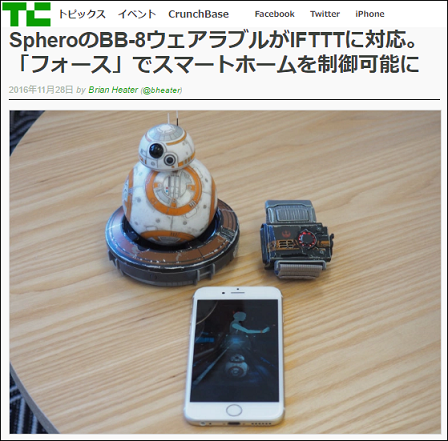 TC トピックス イベント CrunchBase Facebook Twitter iPhone
SpheroのBB-8ウェアラブルがIFTTTに対応。
「フォース」でスマートホームを制御可能に
2016年11月28日 by Brian Heater (@bheater)